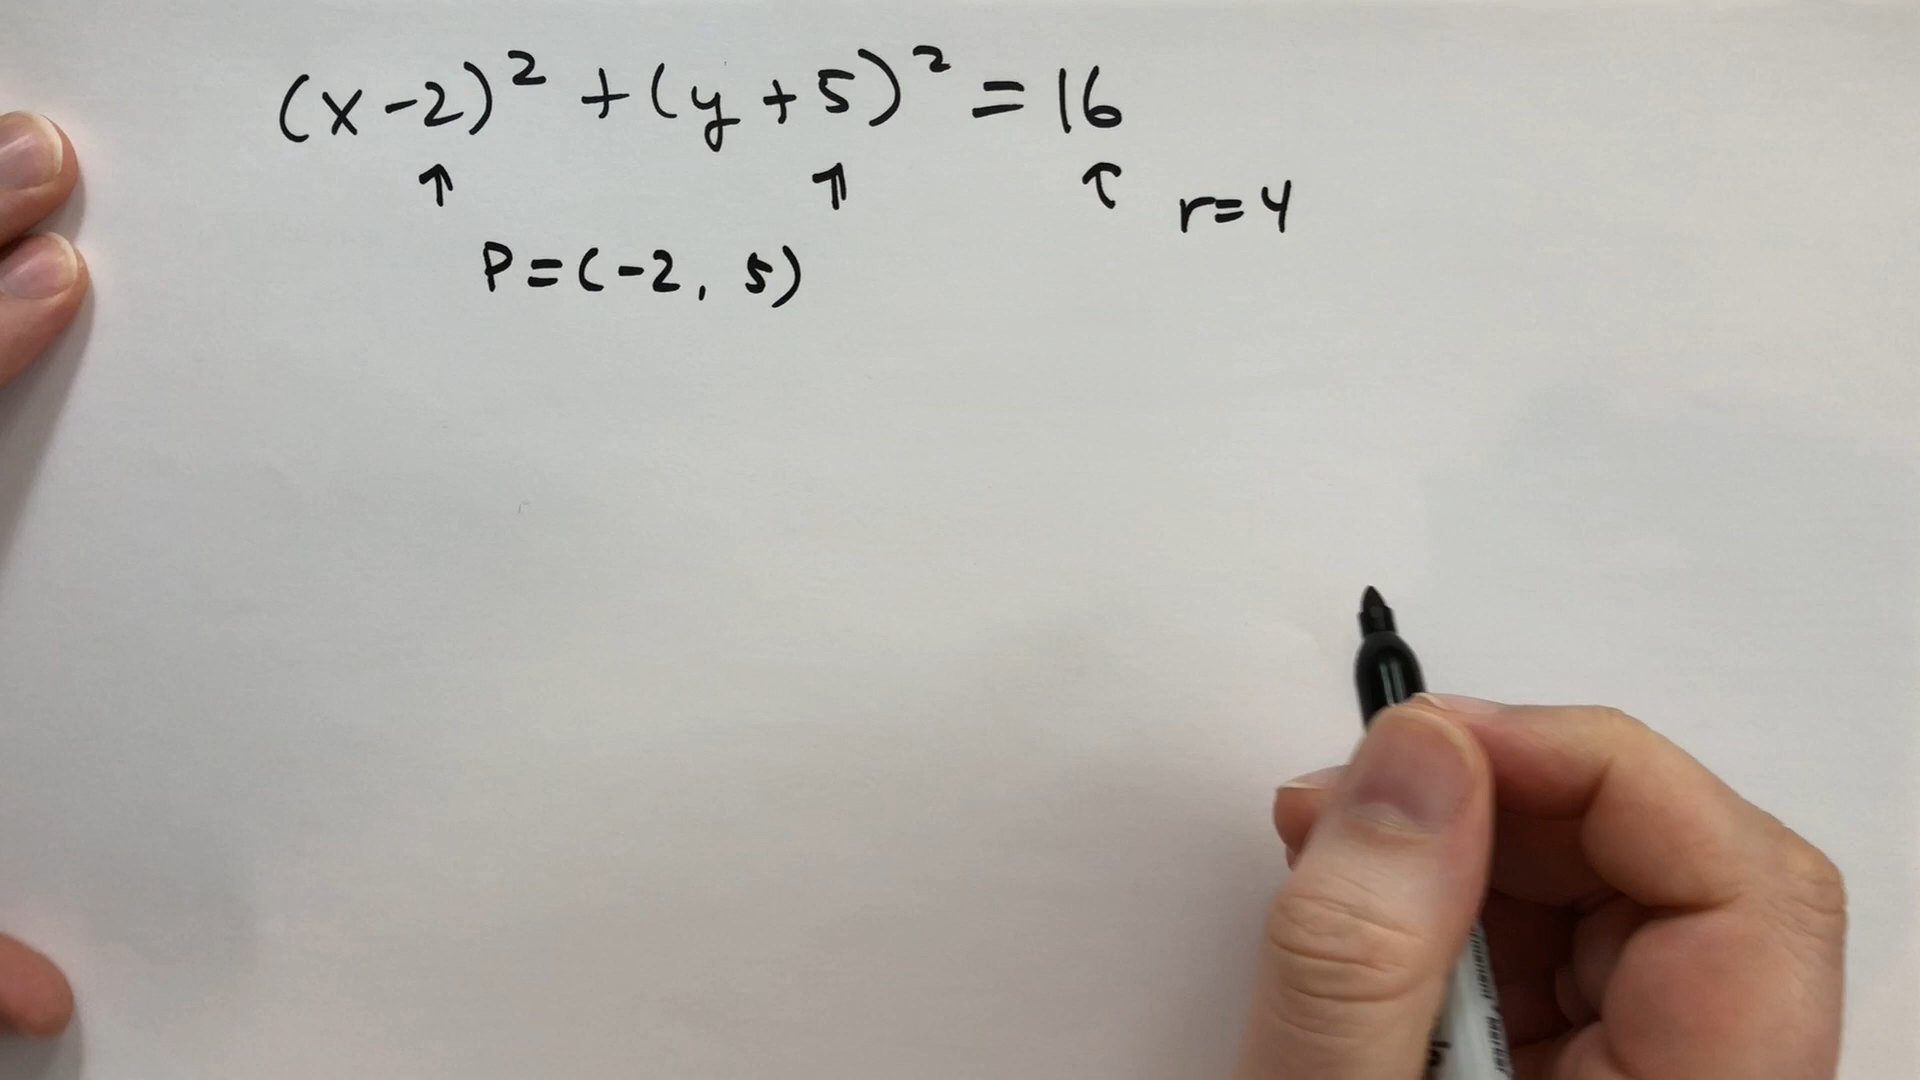 (x-2)² + (y+5)² = 16
↑ ↑ ↑ r=4
P=(-2, 5)